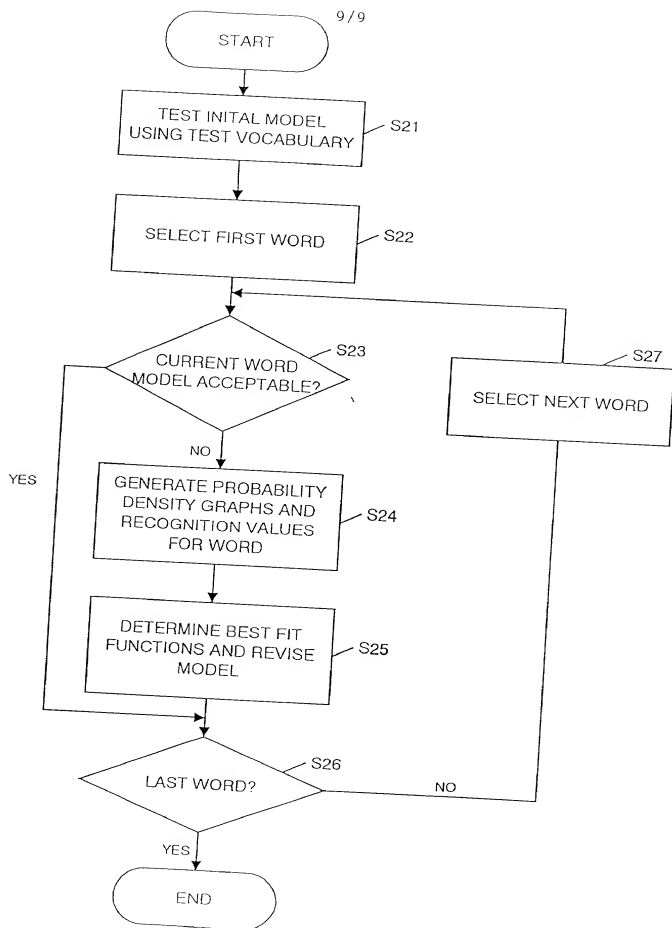 9/9
START
TEST INITAL MODEL
USING TEST VOCABULARY
S21
SELECT FIRST WORD
S22
CURRENT WORD
MODEL ACCEPTABLE?
S23
S27
SELECT NEXT WORD
NO
YES
GENERATE PROBABILITY
DENSITY GRAPHS AND
RECOGNITION VALUES
FOR WORD
S24
DETERMINE BEST FIT
FUNCTIONS AND REVISE
MODEL
S25
LAST WORD?
S26
NO
YES
END